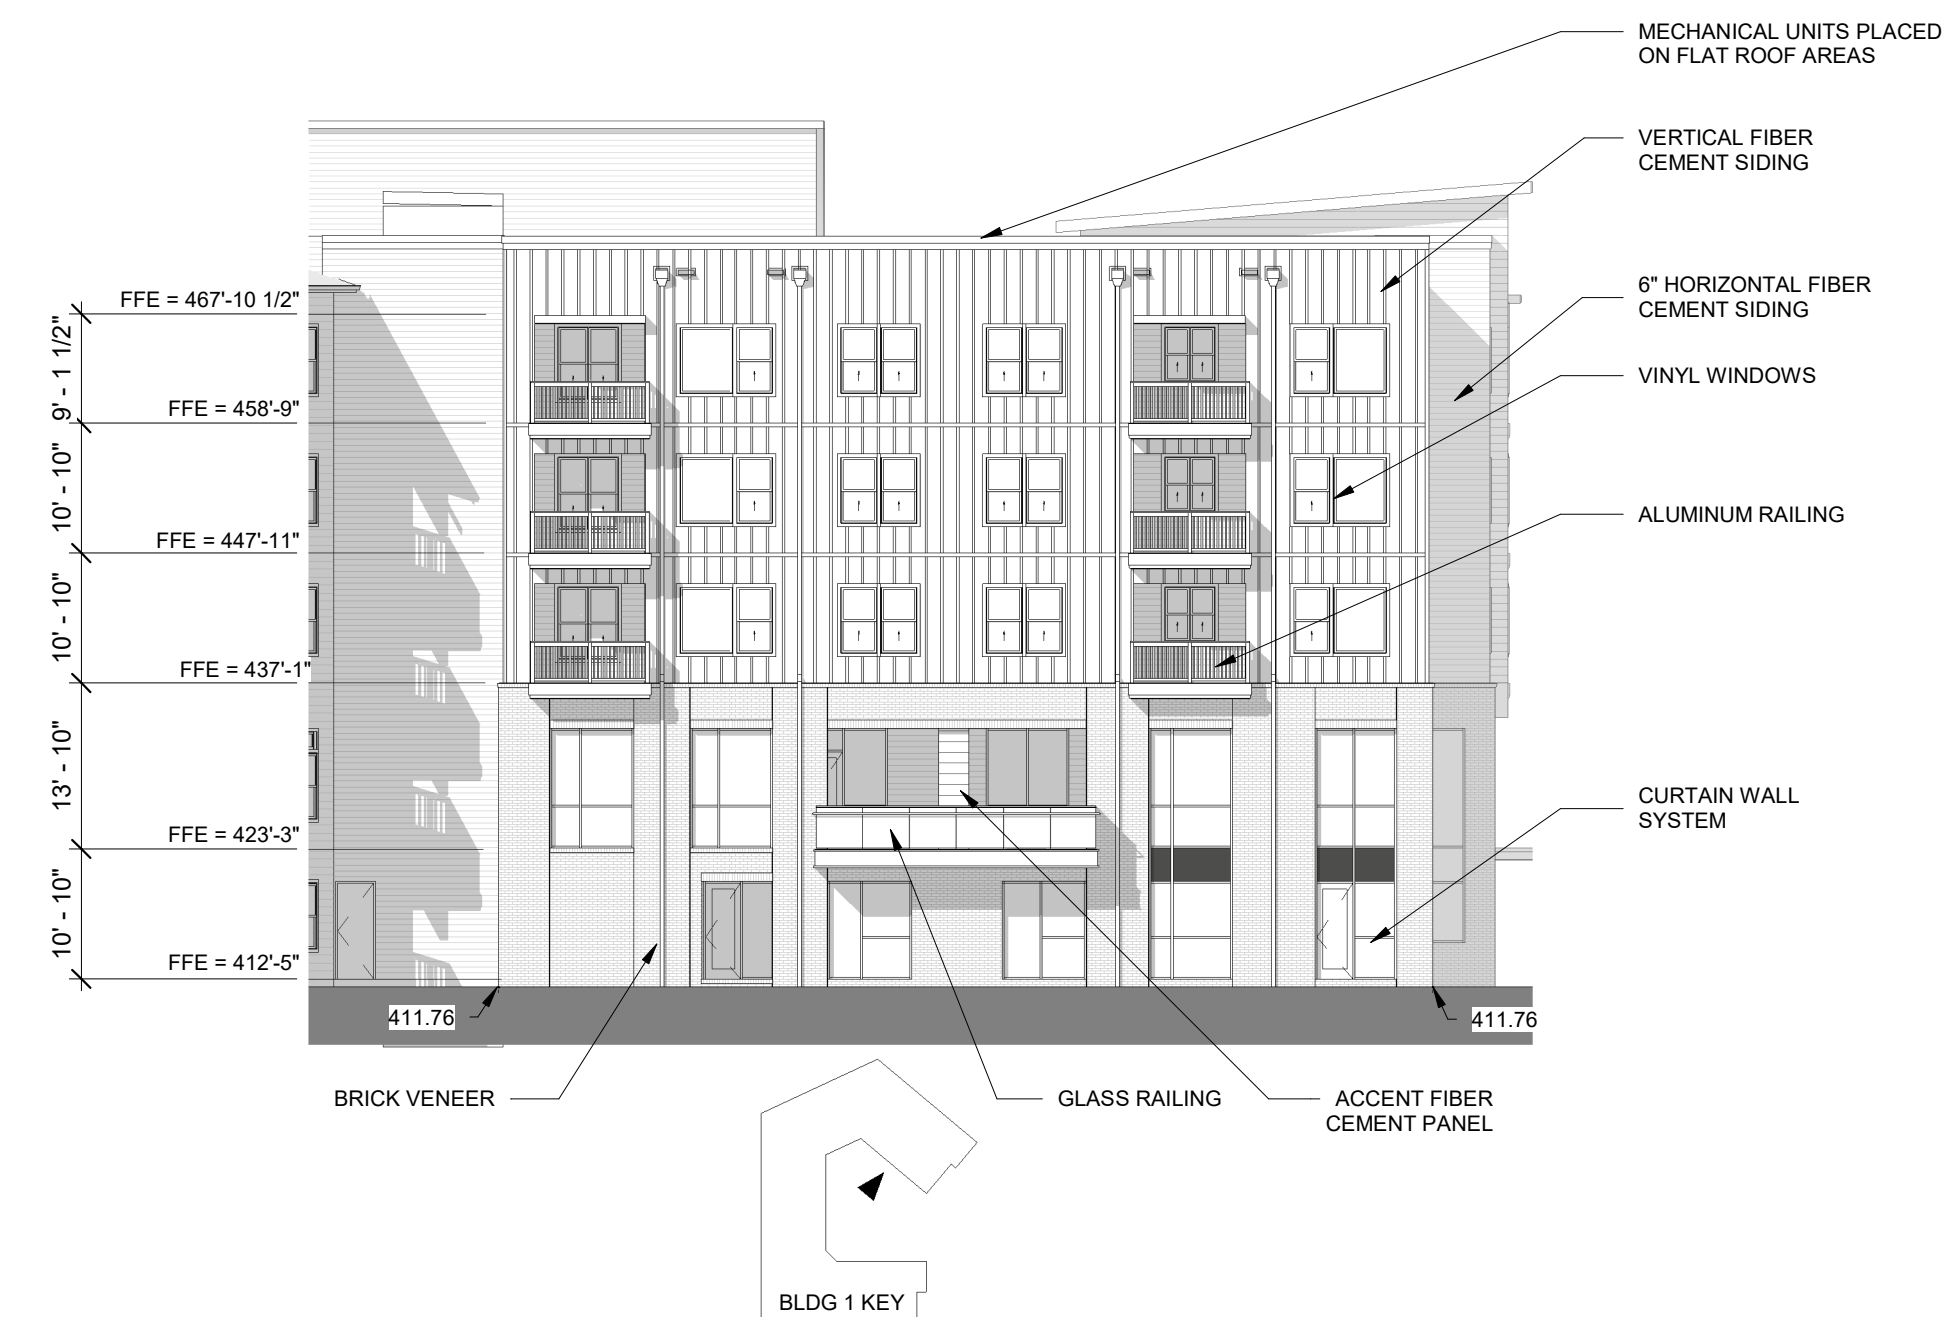 MECHANICAL UNITS PLACED
ON FLAT ROOF AREAS
VERTICAL FIBER
CEMENT SIDING
6" HORIZONTAL FIBER
CEMENT SIDING
VINYL WINDOWS
ALUMINUM RAILING
CURTAIN WALL
SYSTEM
FFE = 467'-10 1/2"
9' - 1 1/2"
FFE = 458'-9"
10' - 10"
FFE = 447'-11"
10' - 10"
FFE = 437'-1"
13' - 10"
FFE = 423'-3"
10' - 10"
FFE = 412'-5"
411.76
411.76
BRICK VENEER
GLASS RAILING
ACCENT FIBER
CEMENT PANEL
BLDG 1 KEY